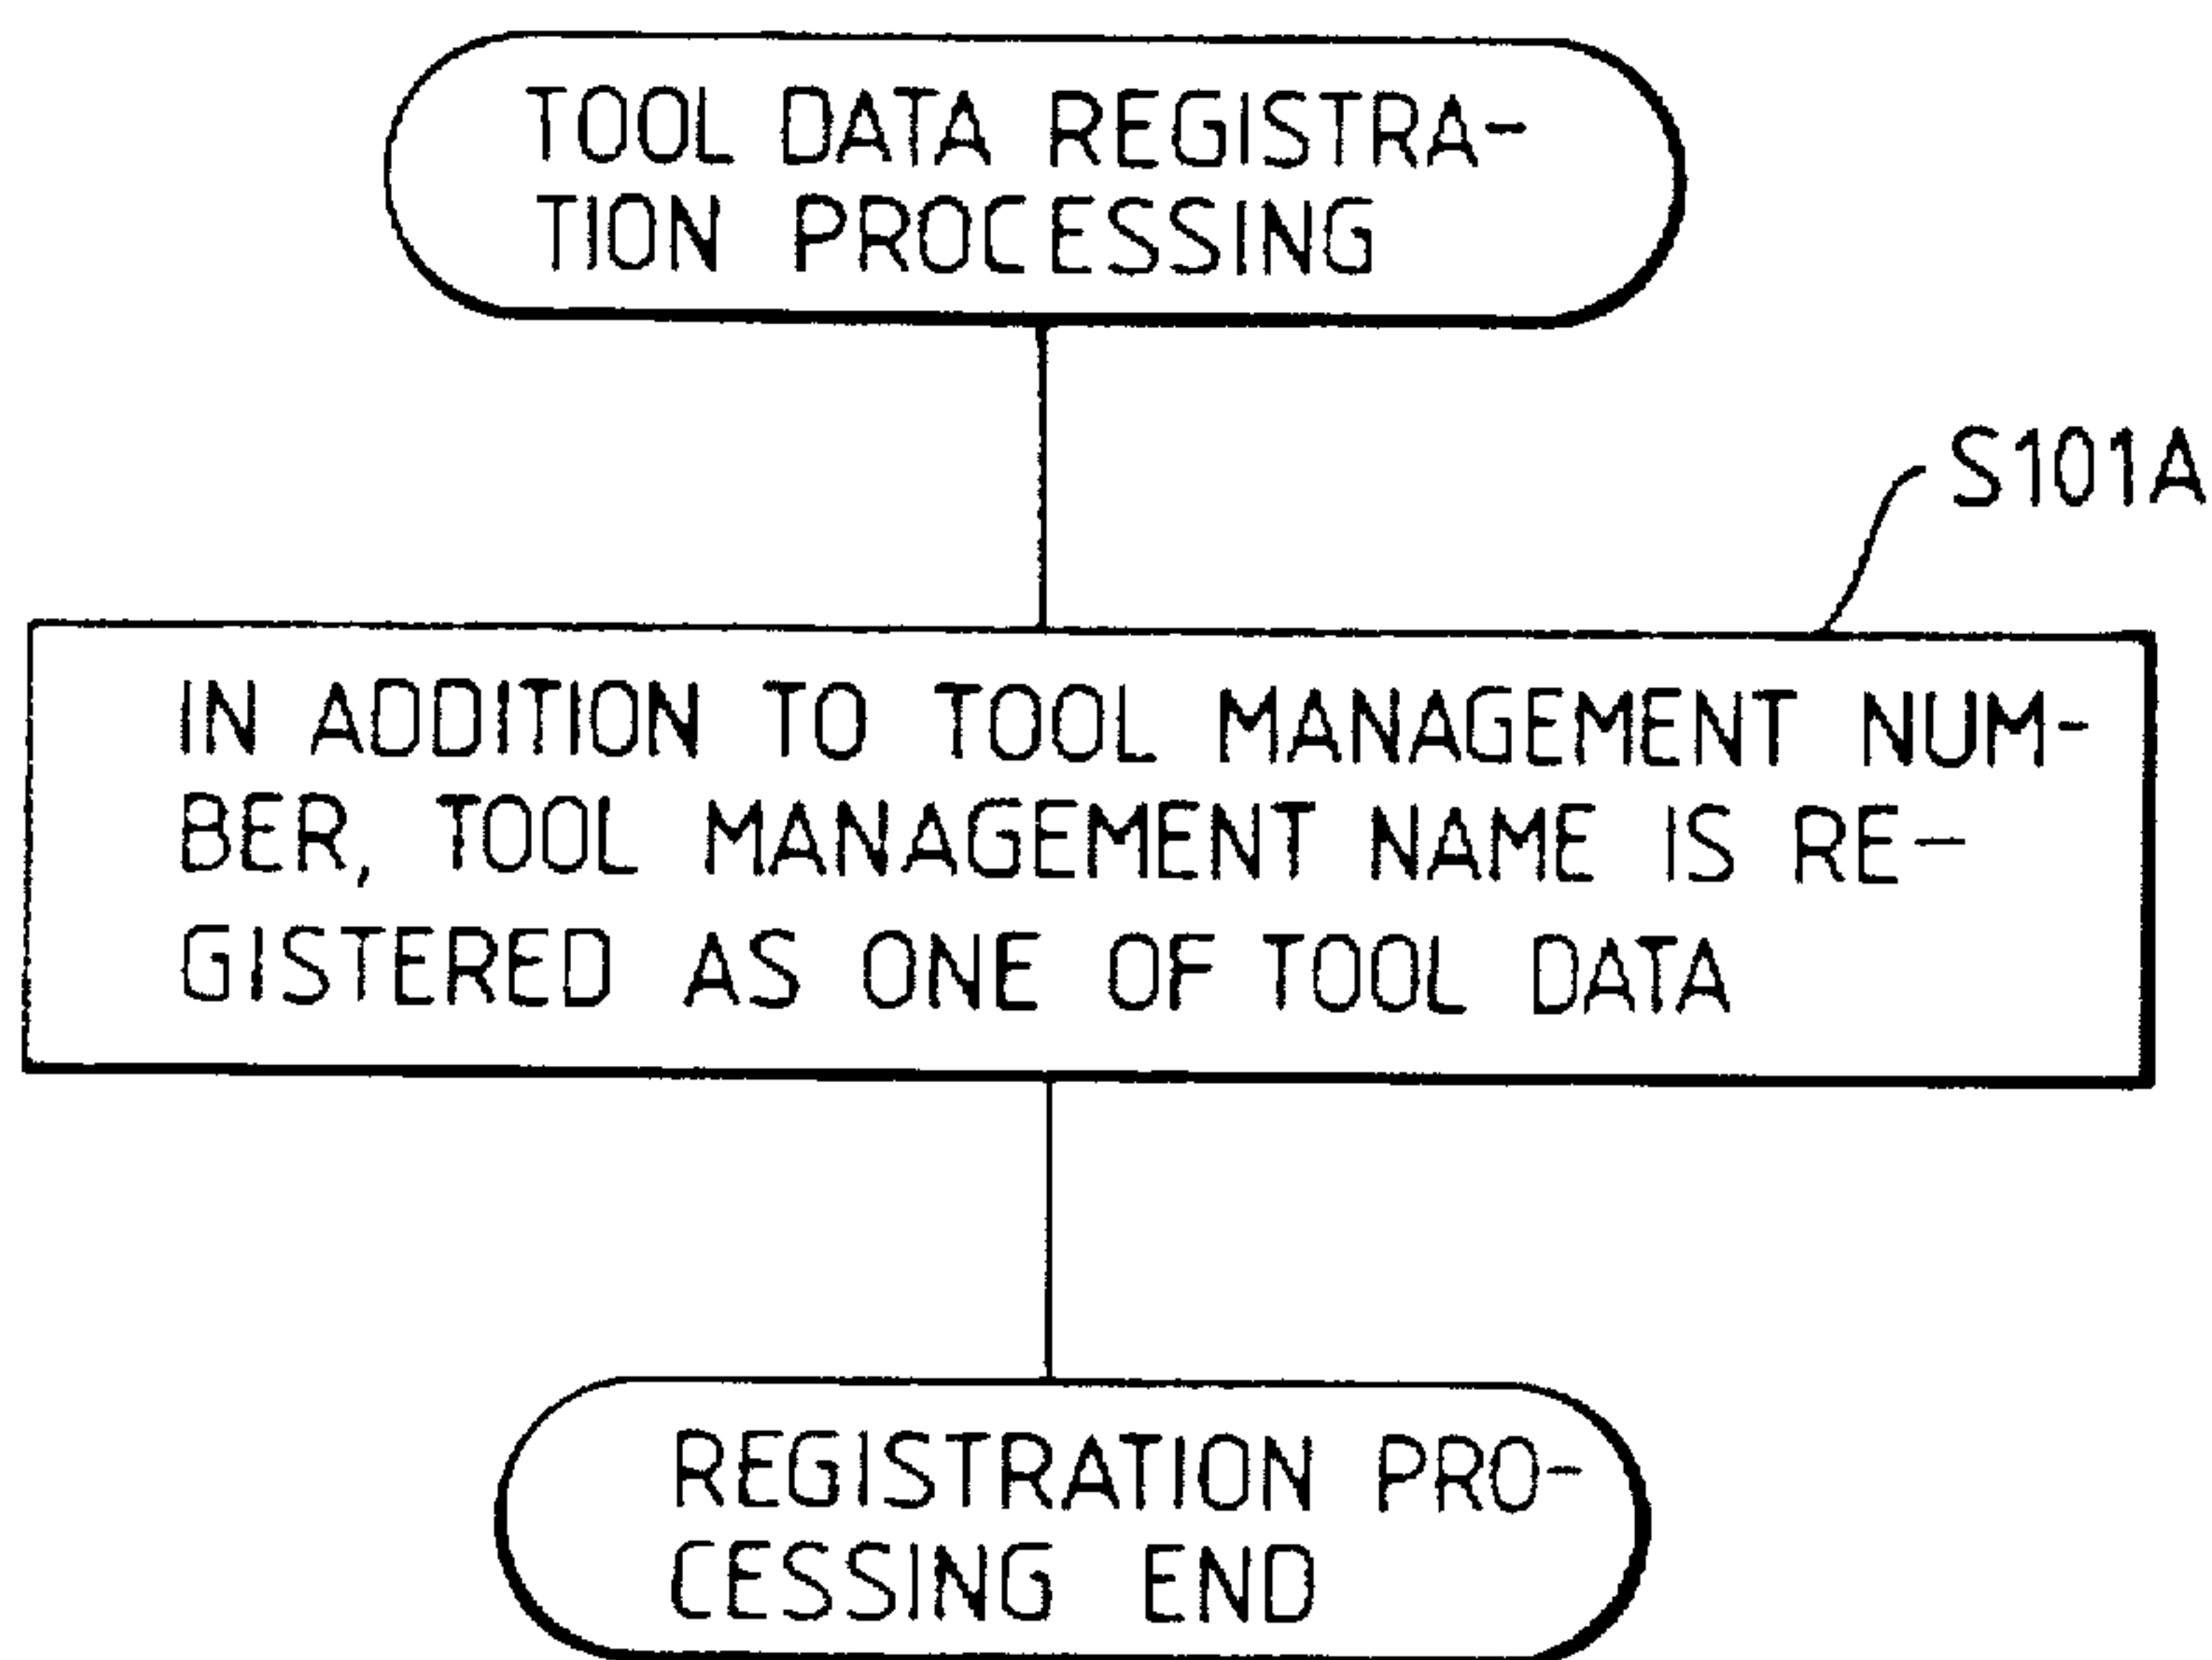 TOOL DATA REGISTRA-
TION PROCESSING
S101A
IN ADDITION TO TOOL MANAGEMENT NUM-
BER, TOOL MANAGEMENT NAME IS RE-
GISTERED AS ONE OF TOOL DATA
REGISTRATION PRO-
CESSING END